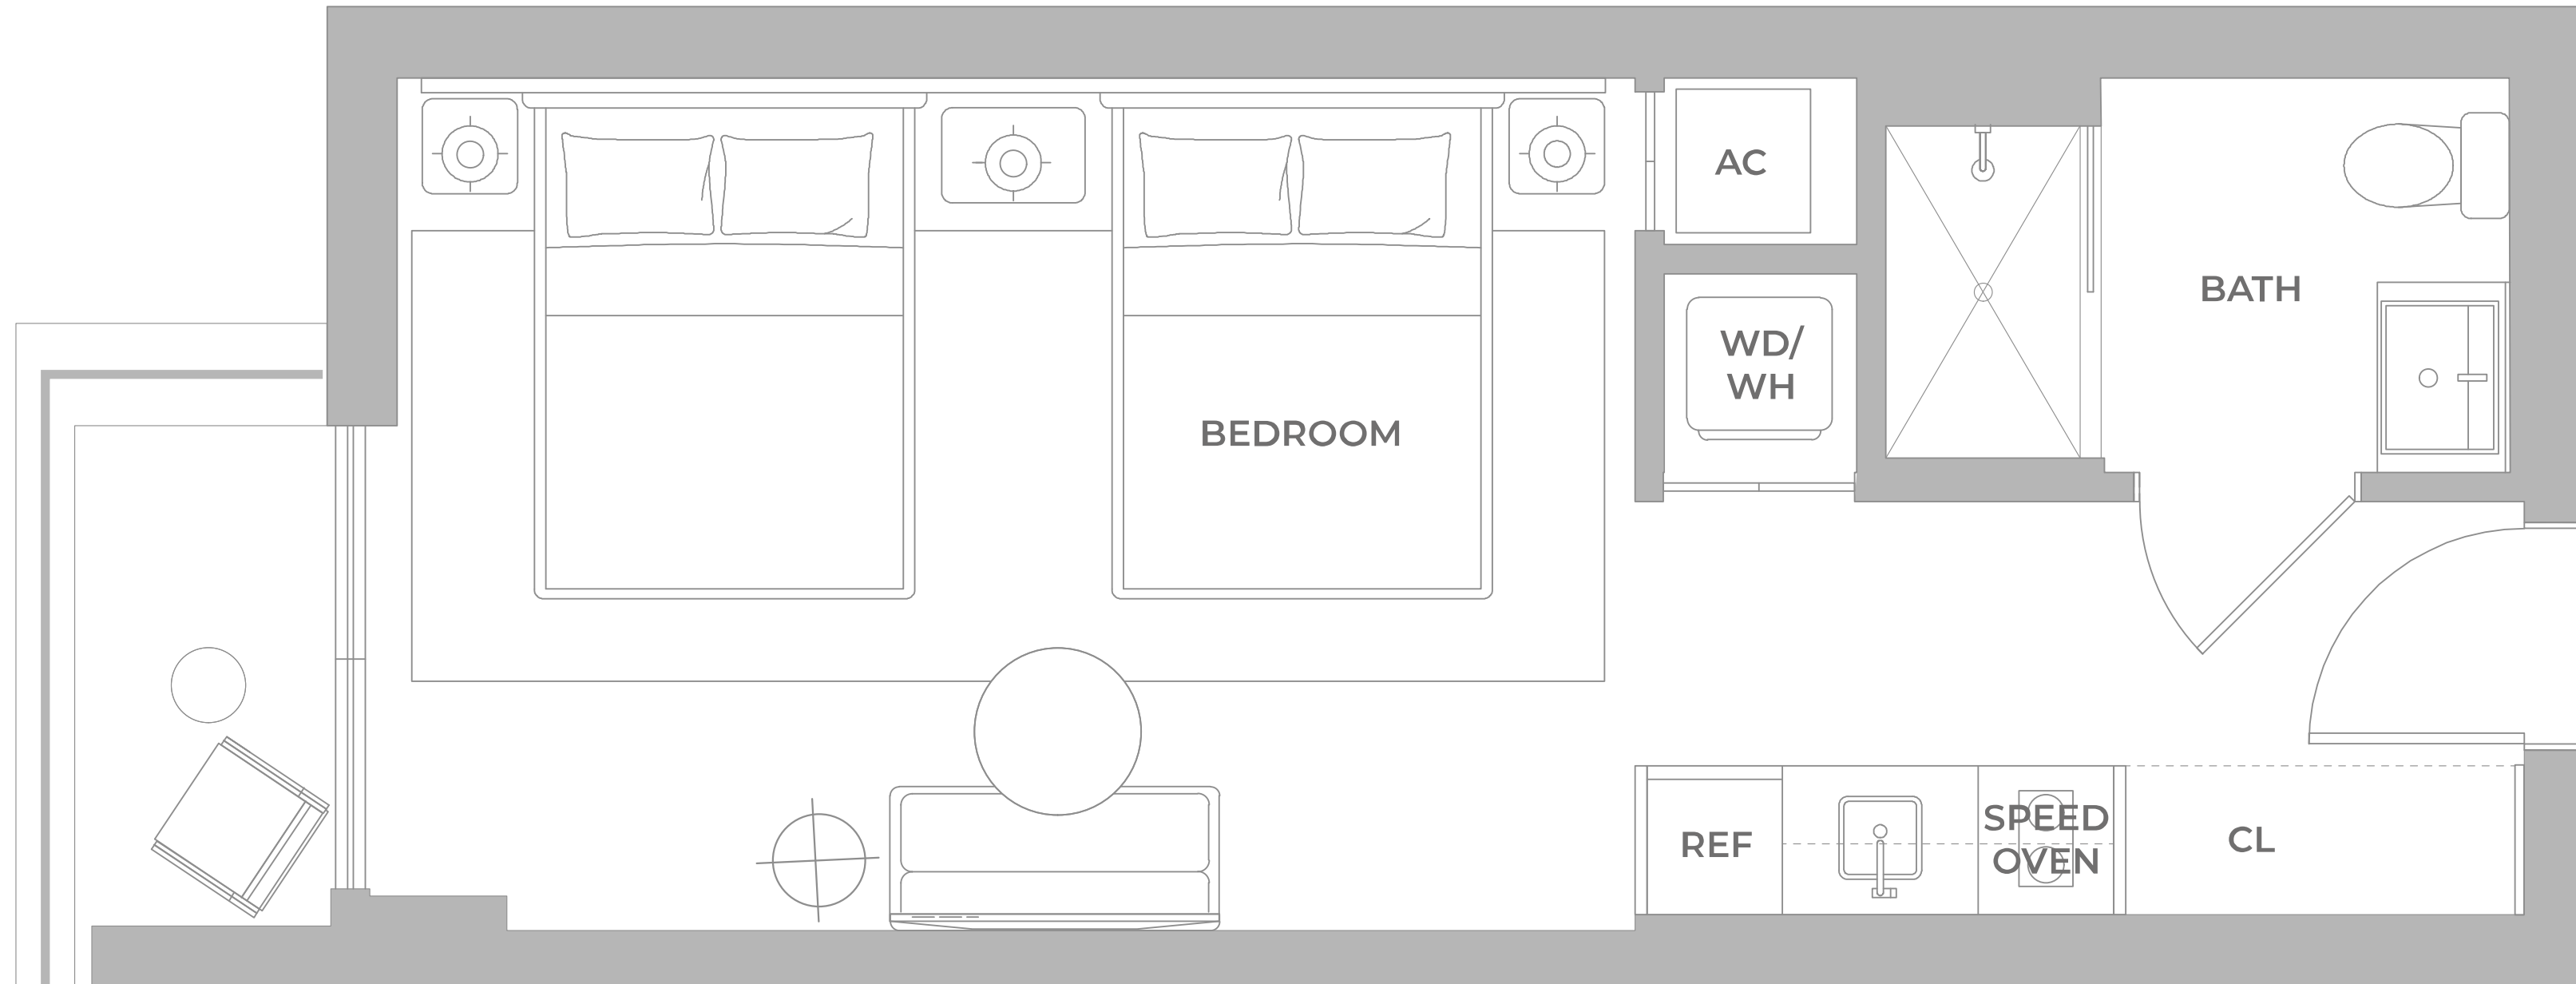 AC
BATH
WD/
WH
BEDROOM
REF
SPEED
OVEN
CL